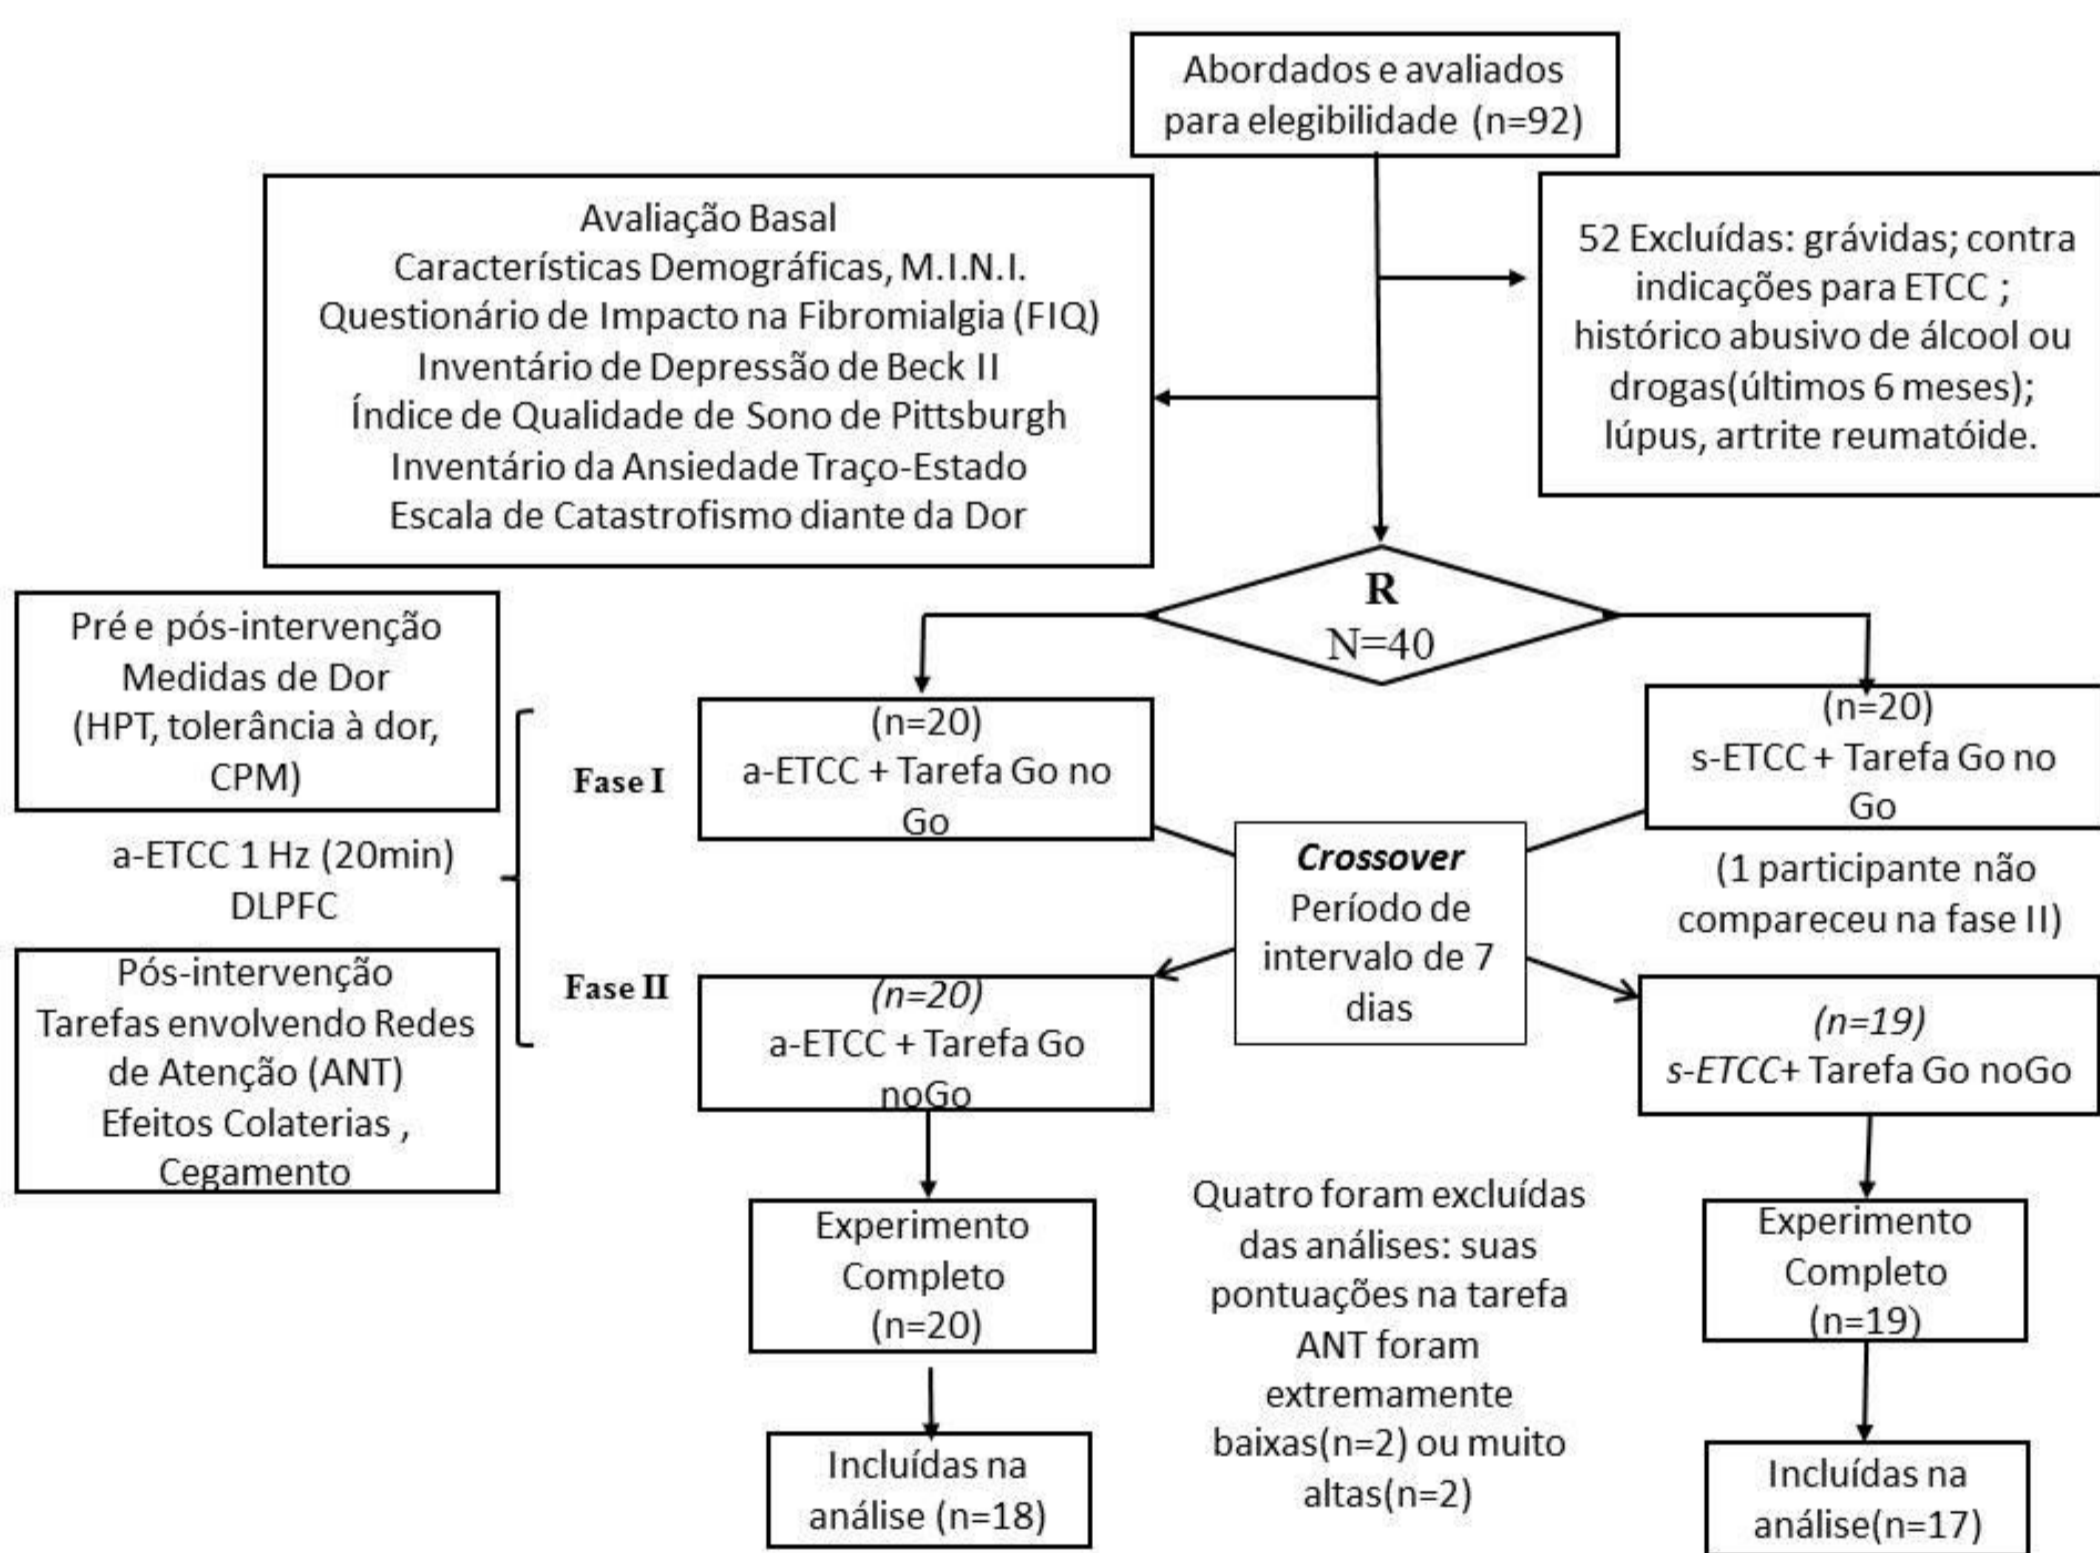 Abordados e avaliados
para elegibilidade (n=92)
Avaliação Basal
Características Demográficas, M.I.N.I.
Questionário de Impacto na Fibromialgia (FIQ)
Inventário de Depressão de Beck II
Índice de Qualidade de Sono de Pittsburgh
Inventário da Ansiedade Traço-Estado
Escala de Catastrofismo diante da Dor
52 Excluídas: grávidas; contra
indicações para ETCC ;
histórico abusivo de álcool ou
drogas(últimos 6 meses);
lúpus, artrite reumatóide.
R
N=40
Pré e pós-intervenção
Medidas de Dor
(HPT, tolerância à dor,
CPM)
a-ETCC 1 Hz (20min)
DLPFC
Pós-intervenção
Tarefas envolvendo Redes
de Atenção (ANT)
Efeitos Colaterias ,
Cegamento
Fase I
(n=20)
a-ETCC + Tarefa Go no
Go
(n=20)
s-ETCC + Tarefa Go no
Go
Crossover
Período de
intervalo de 7
dias
(1 participante não
compareceu na fase II)
Fase II
(n=20)
a-ETCC + Tarefa Go
noGo
(n=19)
s-ETCC+ Tarefa Go noGo
Experimento
Completo
(n=20)
Quatro foram excluídas
das análises: suas
pontuações na tarefa
ANT foram
extremamente
baixas(n=2) ou muito
altas(n=2)
Experimento
Completo
(n=19)
Incluídas na
análise (n=18)
Incluídas na
análise(n=17)